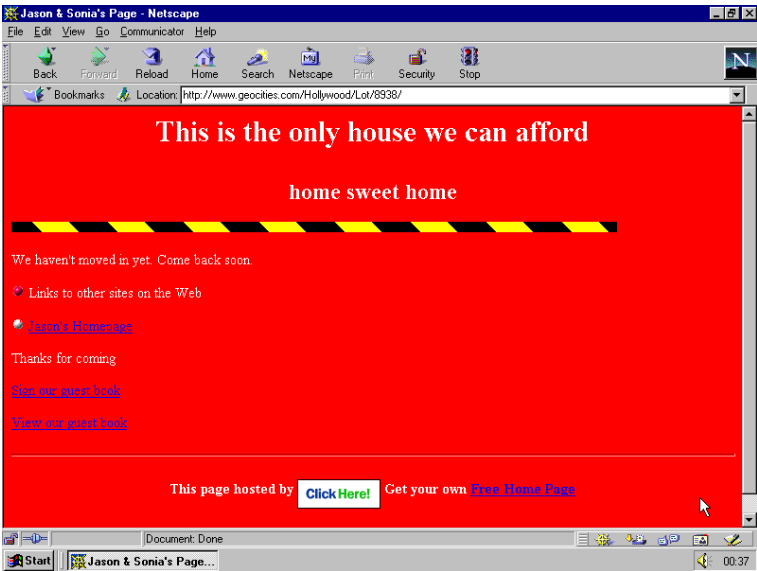 Jason & Sonia's Page - Netscape
File Edit View Go Communicator Help
My
N
Back Forward Reload Home Search Netscape Print Security Stop
Bookmarks Location: http://www.geocities.com/Hollywood/Lot/8938/
This is the only house we can afford
home sweet home
We haven't moved in yet. Come back soon.
Links to other sites on the Web
Jason's Homepage
Thanks for coming
Sign our guest book
View our guest book
This page hosted by Click Here! Get your own Free Home Page
Document: Done
Start Jason & Sonia's Page... 00:37